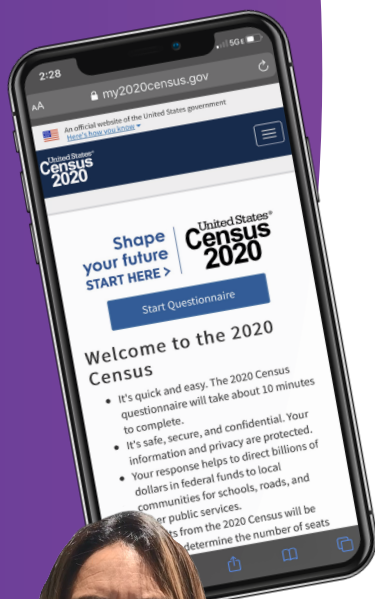 2:28
5G
AA
my2020census.gov
An official website of the United States government
Here's how you know
United States®
Census
2020
Shape
your future
START HERE >
United States®
Census
2020
Start Questionnaire
Welcome to the 2020
Census
• It's quick and easy. The 2020 Census
questionnaire will take about 10 minutes
to complete.
• It's safe, secure, and confidential. Your
information and privacy are protected.
• Your response helps to direct billions of
dollars in federal funds to local
communities for schools, roads, and
public services.
from the 2020 Census will be
determine the number of seats